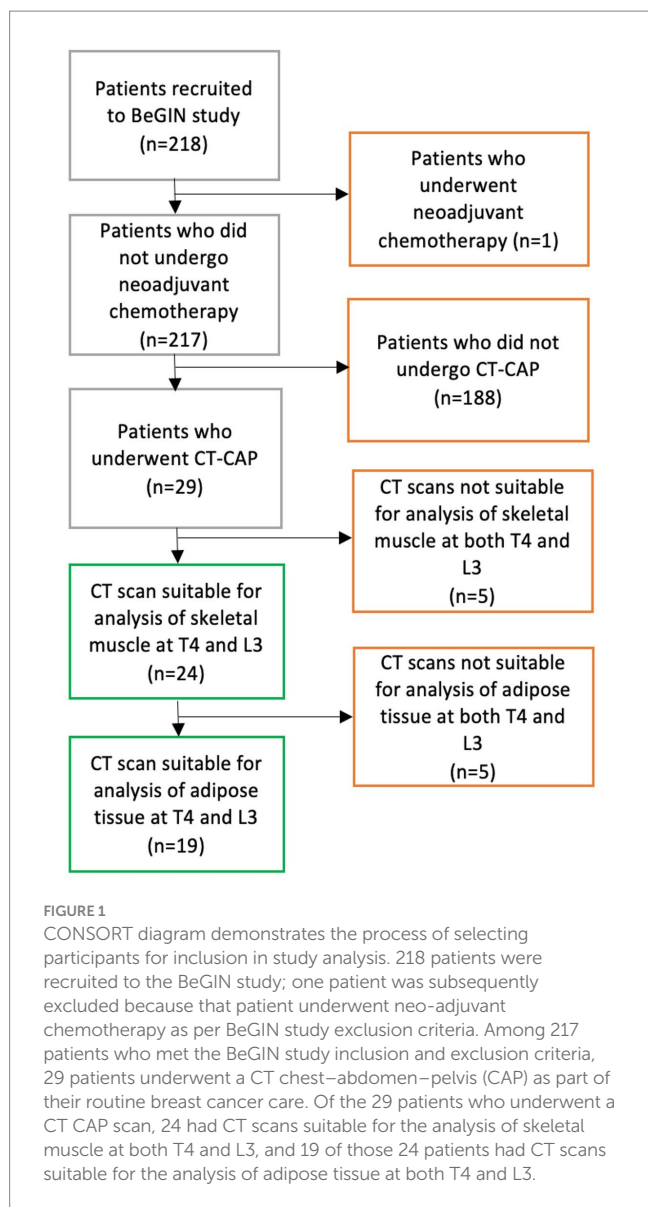 Patients recruited
to BeGIN study
(n=218)
Patients who
underwent
neoadjuvant
chemotherapy (n=1)
Patients who did
not undergo
neoadjuvant
chemotherapy
(n=217)
Patients who did not
undergo CT-CAP
(n=188)
Patients who
underwent CT-CAP
(n=29)
CT scans not suitable
for analysis of skeletal
muscle at both T4 and
L3
(n=5)
CT scan suitable for
analysis of skeletal
muscle at T4 and L3
(n=24)
CT scans not suitable
for analysis of adipose
tissue at both T4 and
L3
(n=5)
CT scan suitable for
analysis of adipose
tissue at T4 and L3
(n=19)
FIGURE 1
CONSORT diagram demonstrates the process of selecting
participants for inclusion in study analysis. 218 patients were
recruited to the BeGIN study; one patient was subsequently
excluded because that patient underwent neo-adjuvant
chemotherapy as per BeGIN study exclusion criteria. Among 217
patients who met the BeGIN study inclusion and exclusion criteria,
29 patients underwent a CT chest–abdomen–pelvis (CAP) as part of
their routine breast cancer care. Of the 29 patients who underwent a
CT CAP scan, 24 had CT scans suitable for the analysis of skeletal
muscle at both T4 and L3, and 19 of those 24 patients had CT scans
suitable for the analysis of adipose tissue at both T4 and L3.